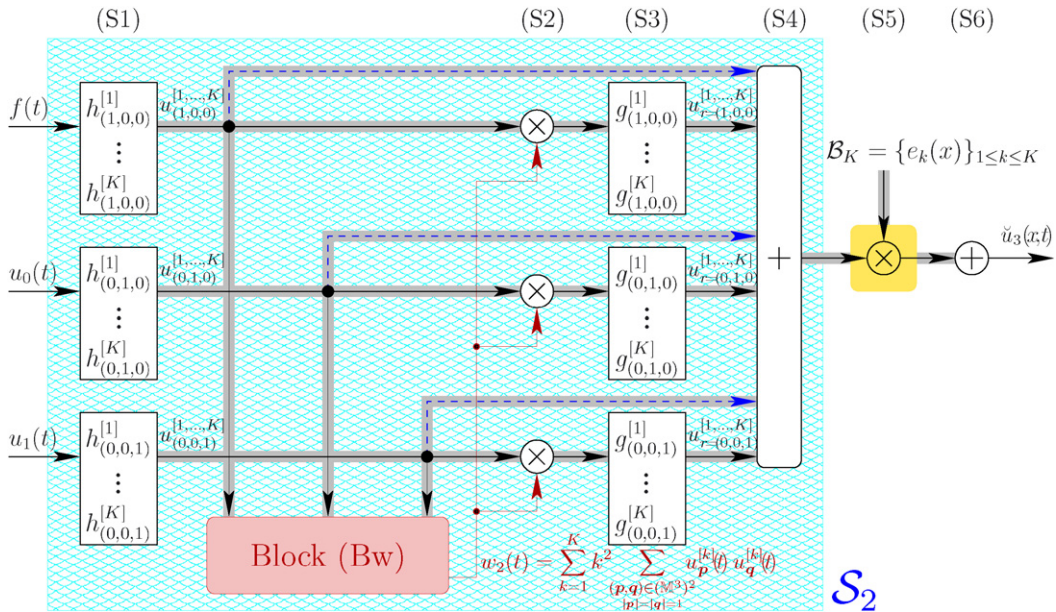 (S1) (S2) (S3) (S4) (S5) (S6)
f(t) h^{[1]}_{(1,0,0)} u^{[1,...,K]}_{(1,0,0)} × g^{[1]}_{(1,0,0)} u^{[1,...,K]}_{r=(1,0,0)}
⋮ ⋮
h^{[K]}_{(1,0,0)} g^{[K]}_{(1,0,0)}
𝓑_K = {e_k(x)}_{1≤k≤K}
u_0(t) h^{[1]}_{(0,1,0)} u^{[1,...,K]}_{(0,1,0)} × g^{[1]}_{(0,1,0)} u^{[1,...,K]}_{r=(0,1,0)} + × + ŭ_3(x,t)
⋮ ⋮
h^{[K]}_{(0,1,0)} g^{[K]}_{(0,1,0)}
u_1(t) h^{[1]}_{(0,0,1)} u^{[1,...,K]}_{(0,0,1)} × g^{[1]}_{(0,0,1)} u^{[1,...,K]}_{r=(0,0,1)}
⋮ ⋮
h^{[K]}_{(0,0,1)} g^{[K]}_{(0,0,1)}
Block (Bw) w_2(t) = \sum_{k=1}^{K} k^2 \sum_{(p,q)∈(𝕄^3)^2, |p|=|q|=1} u^{[k]}_p(t) u^{[k]}_q(t)
𝓢_2